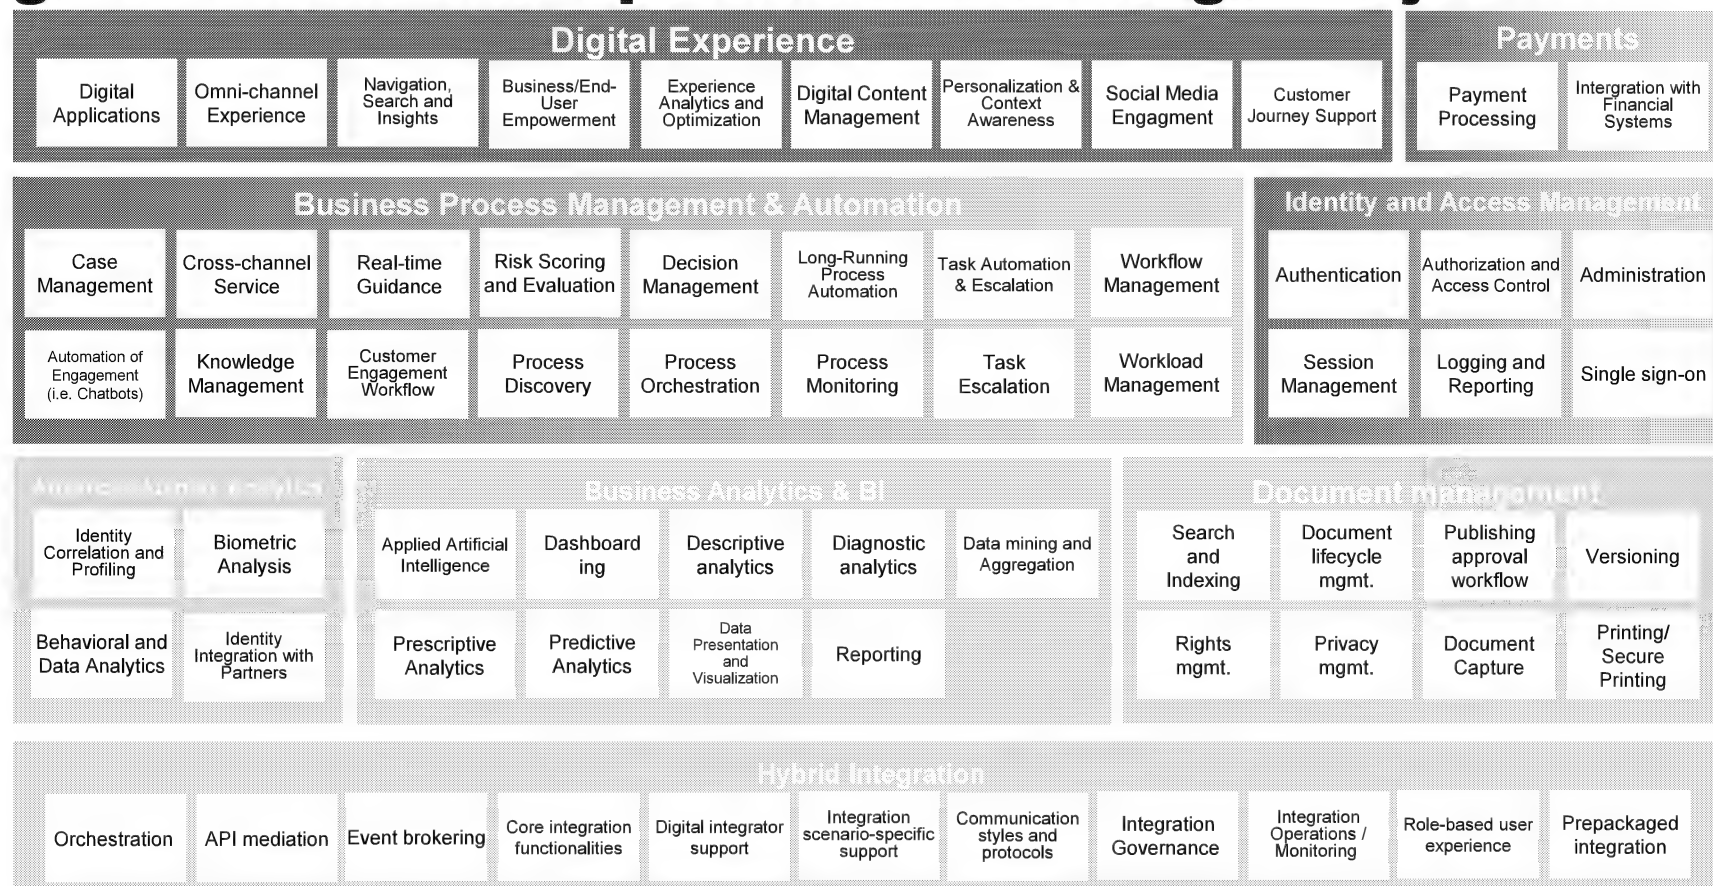 Digital Experience
Digital
Applications
Omni-channel
Experience
Navigation,
Search and
Insights
Business/End-
User
Empowerment
Experience
Analytics and
Optimization
Digital Content
Management
Personalization &
Context
Awareness
Social Media
Engagment
Customer
Journey Support
Payments
Payment
Processing
Intergration with
Financial
Systems
Business Process Management & Automation
Case
Management
Cross-channel
Service
Real-time
Guidance
Risk Scoring
and Evaluation
Decision
Management
Long-Running
Process
Automation
Task Automation
& Escalation
Workflow
Management
Automation of
Engagement
(i.e. Chatbots)
Knowledge
Management
Customer
Engagement
Workflow
Process
Discovery
Process
Orchestration
Process
Monitoring
Task
Escalation
Workload
Management
Identity and Access Management
Authentication
Authorization and
Access Control
Administration
Session
Management
Logging and
Reporting
Single sign-on
Analytics
Identity
Correlation and
Profiling
Biometric
Analysis
Behavioral and
Data Analytics
Identity
Integration with
Partners
Business Analytics & BI
Applied Artificial
Intelligence
Dashboard
ing
Descriptive
analytics
Diagnostic
analytics
Data mining and
Aggregation
Prescriptive
Analytics
Predictive
Analytics
Data
Presentation
and
Visualization
Reporting
Document management
Search
and
Indexing
Document
lifecycle
mgmt.
Publishing
approval
workflow
Versioning
Rights
mgmt.
Privacy
mgmt.
Document
Capture
Printing/
Secure
Printing
Hybrid Integration
Orchestration
API mediation
Event brokering
Core integration
functionalities
Digital integrator
support
Integration
scenario-specific
support
Communication
styles and
protocols
Integration
Governance
Integration
Operations /
Monitoring
Role-based user
experience
Prepackaged
integration